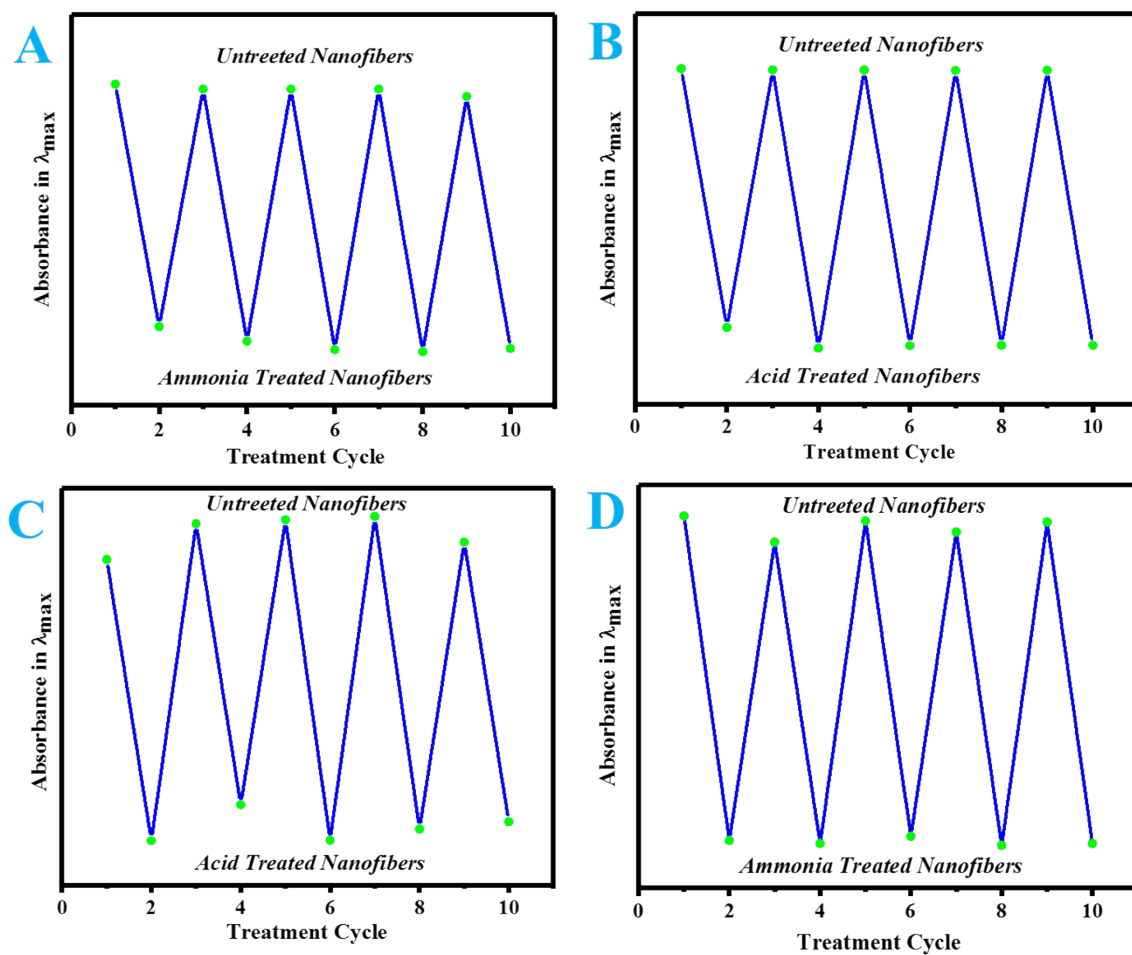 A
Untreeted Nanofibers
Absorbance in λmax
Ammonia Treated Nanofibers
0 2 4 6 8 10
Treatment Cycle
B
Untreeted Nanofibers
Absorbance in λmax
Acid Treated Nanofibers
0 2 4 6 8 10
Treatment Cycle
C
Untreeted Nanofibers
Absorbance in λmax
Acid Treated Nanofibers
0 2 4 6 8 10
Treatment Cycle
D
Untreeted Nanofibers
Absorbance in λmax
Ammonia Treated Nanofibers
0 2 4 6 8 10
Treatment Cycle